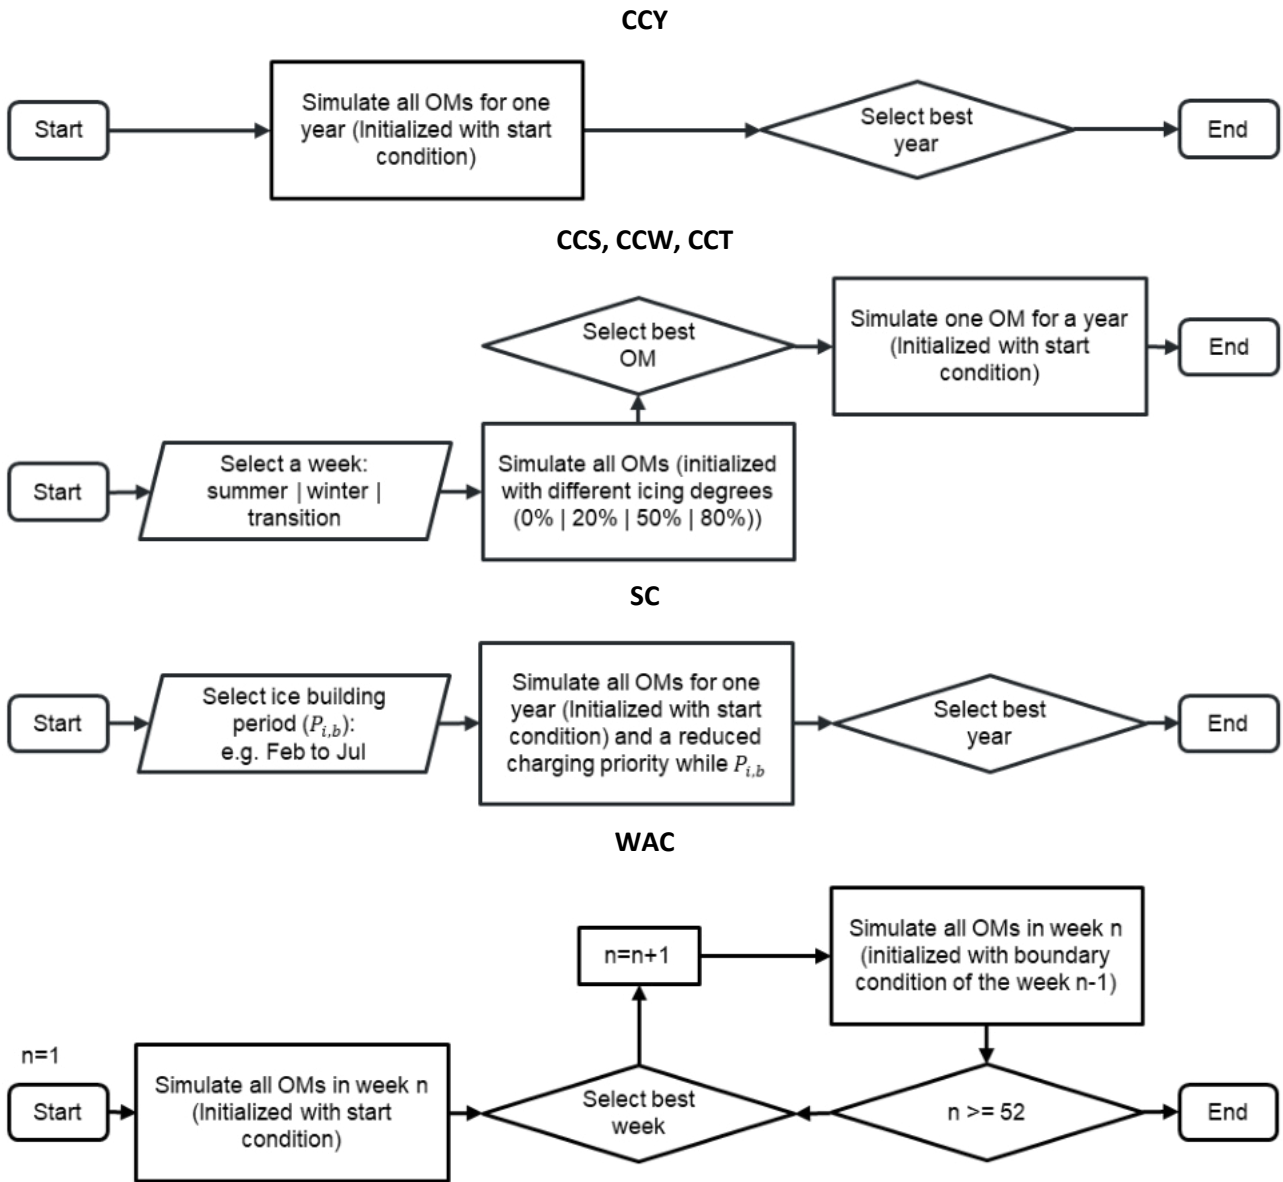 CCY
Start
Simulate all OMs for one
year (Initialized with start
condition)
Select best
year
End
CCS, CCW, CCT
Select best
OM
Simulate one OM for a year
(Initialized with start
condition)
End
Start
Select a week:
summer | winter |
transition
Simulate all OMs (initialized
with different icing degrees
(0% | 20% | 50% | 80%))
SC
Start
Select ice building
period (P_{i,b}):
e.g. Feb to Jul
Simulate all OMs for one
year (Initialized with start
condition) and a reduced
charging priority while P_{i,b}
Select best
year
End
WAC
n=n+1
Simulate all OMs in week n
(initialized with boundary
condition of the week n-1)
n=1
Start
Simulate all OMs in week n
(Initialized with start
condition)
Select best
week
n >= 52
End